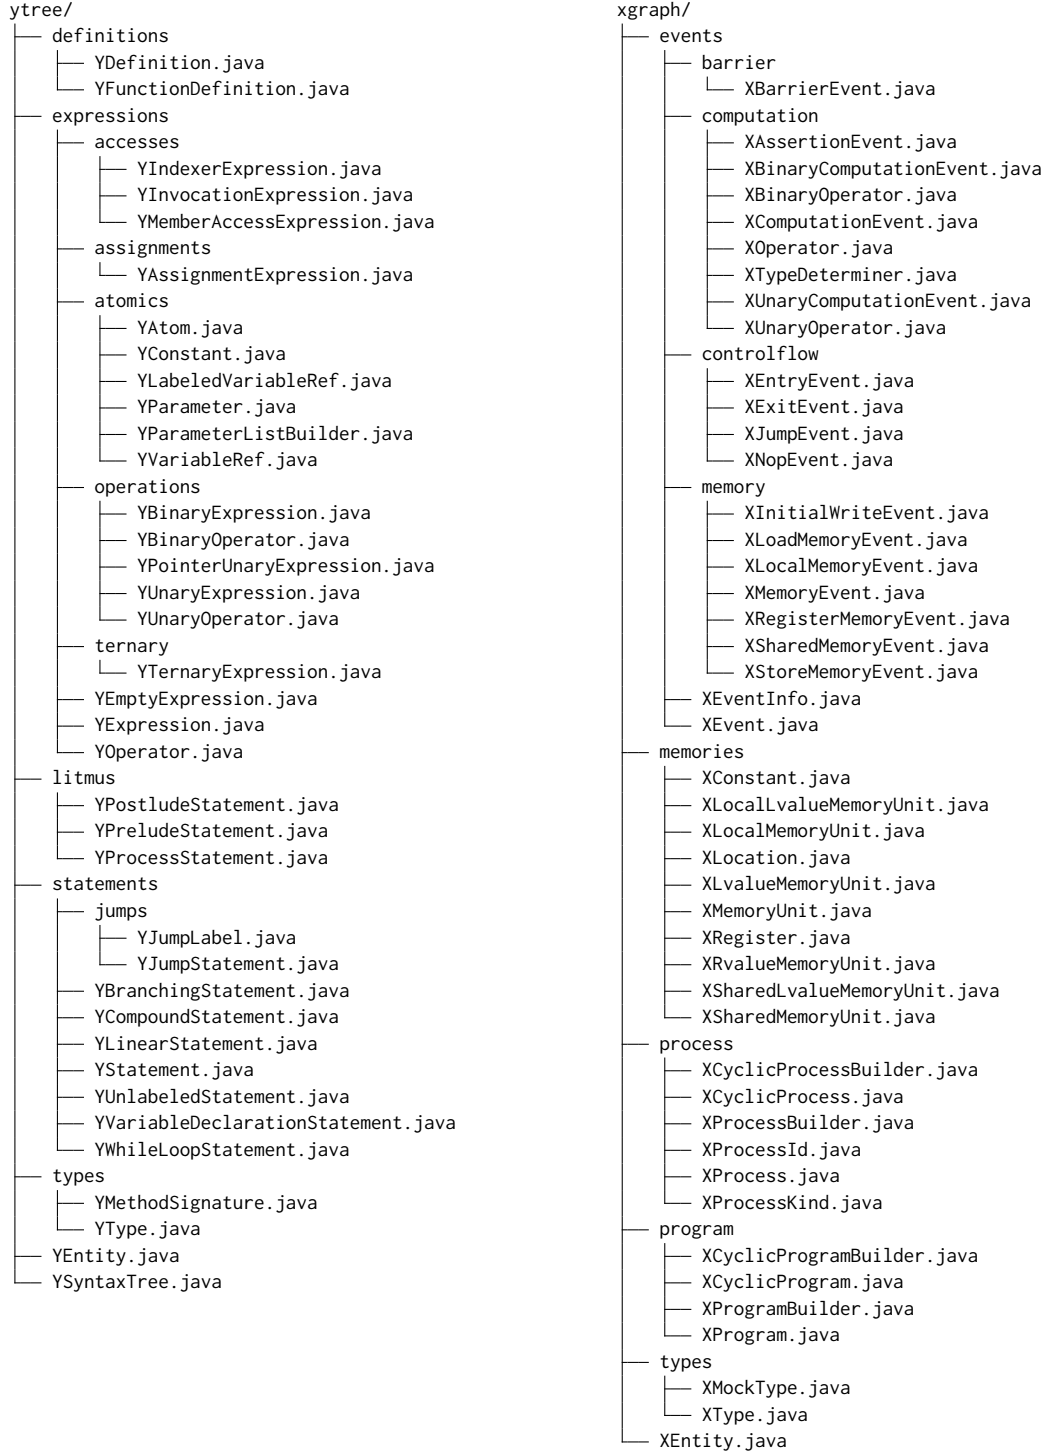 ytree/
├── definitions
│   ├── YDefinition.java
│   └── YFunctionDefinition.java
├── expressions
│   ├── accesses
│   │   ├── YIndexerExpression.java
│   │   ├── YInvocationExpression.java
│   │   └── YMemberAccessExpression.java
│   ├── assignments
│   │   └── YAssignmentExpression.java
│   ├── atomics
│   │   ├── YAtom.java
│   │   ├── YConstant.java
│   │   ├── YLabeledVariableRef.java
│   │   ├── YParameter.java
│   │   ├── YParameterListBuilder.java
│   │   └── YVariableRef.java
│   ├── operations
│   │   ├── YBinaryExpression.java
│   │   ├── YBinaryOperator.java
│   │   ├── YPointerUnaryExpression.java
│   │   ├── YUnaryExpression.java
│   │   └── YUnaryOperator.java
│   ├── ternary
│   │   └── YTernaryExpression.java
│   ├── YEmptyExpression.java
│   ├── YExpression.java
│   └── YOperator.java
├── litmus
│   ├── YPostludeStatement.java
│   ├── YPreludeStatement.java
│   └── YProcessStatement.java
├── statements
│   ├── jumps
│   │   ├── YJumpLabel.java
│   │   └── YJumpStatement.java
│   ├── YBranchingStatement.java
│   ├── YCompoundStatement.java
│   ├── YLinearStatement.java
│   ├── YStatement.java
│   ├── YUnlabeledStatement.java
│   ├── YVariableDeclarationStatement.java
│   └── YWhileLoopStatement.java
├── types
│   ├── YMethodSignature.java
│   └── YType.java
├── YEntity.java
└── YSyntaxTree.java
xgraph/
├── events
│   ├── barrier
│   │   └── XBarrierEvent.java
│   ├── computation
│   │   ├── XAssertionEvent.java
│   │   ├── XBinaryComputationEvent.java
│   │   ├── XBinaryOperator.java
│   │   ├── XComputationEvent.java
│   │   ├── XOperator.java
│   │   ├── XTypeDeterminer.java
│   │   ├── XUnaryComputationEvent.java
│   │   └── XUnaryOperator.java
│   ├── controlflow
│   │   ├── XEntryEvent.java
│   │   ├── XExitEvent.java
│   │   ├── XJumpEvent.java
│   │   └── XNopEvent.java
│   ├── memory
│   │   ├── XInitialWriteEvent.java
│   │   ├── XLoadMemoryEvent.java
│   │   ├── XLocalMemoryEvent.java
│   │   ├── XMemoryEvent.java
│   │   ├── XRegisterMemoryEvent.java
│   │   ├── XSharedMemoryEvent.java
│   │   └── XStoreMemoryEvent.java
│   ├── XEventInfo.java
│   └── XEvent.java
├── memories
│   ├── XConstant.java
│   ├── XLocalLvalueMemoryUnit.java
│   ├── XLocalMemoryUnit.java
│   ├── XLocation.java
│   ├── XLvalueMemoryUnit.java
│   ├── XMemoryUnit.java
│   ├── XRegister.java
│   ├── XRvalueMemoryUnit.java
│   ├── XSharedLvalueMemoryUnit.java
│   └── XSharedMemoryUnit.java
├── process
│   ├── XCyclicProcessBuilder.java
│   ├── XCyclicProcess.java
│   ├── XProcessBuilder.java
│   ├── XProcessId.java
│   ├── XProcess.java
│   └── XProcessKind.java
├── program
│   ├── XCyclicProgramBuilder.java
│   ├── XCyclicProgram.java
│   ├── XProgramBuilder.java
│   └── XProgram.java
├── types
│   ├── XMockType.java
│   └── XType.java
└── XEntity.java